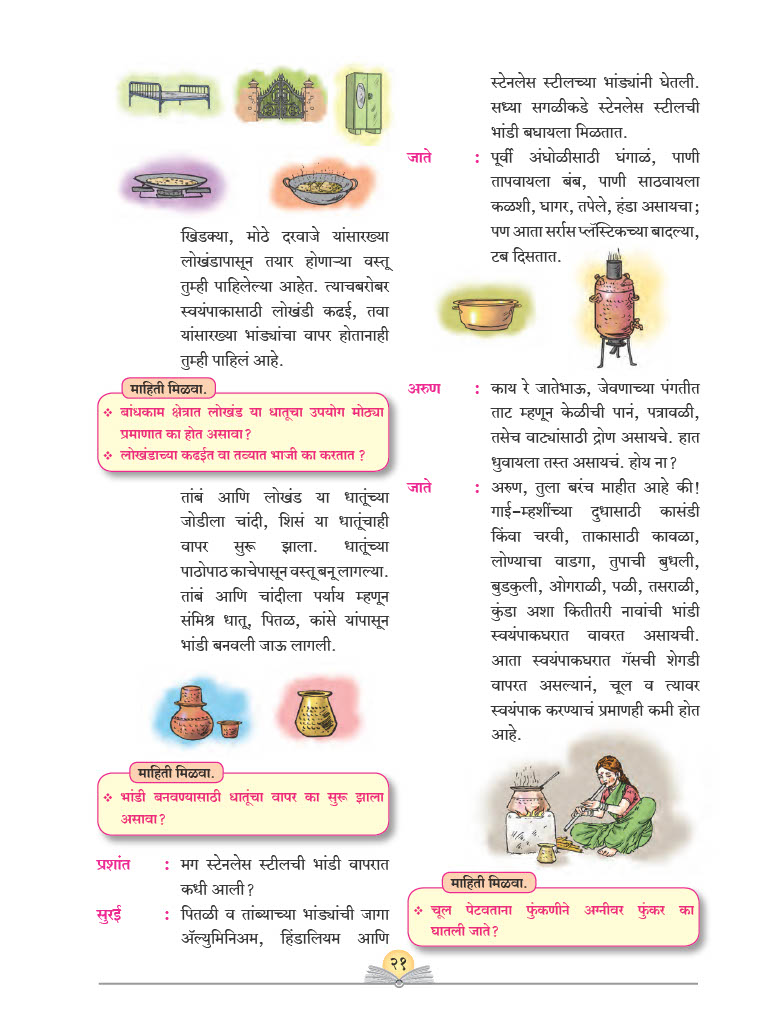 खिडक्या, मोठे दरवाजे यांसारख्या
लोखंडापासून तयार होणाऱ्या वस्तू
तुम्ही पाहिलेल्या आहेत. त्याचबरोबर
स्वयंपाकासाठी लोखंडी कढई, तवा
यांसारख्या भांड्यांचा वापर होतानाही
तुम्ही पाहिलं आहे.
माहिती मिळवा.
❖ बांधकाम क्षेत्रात लोखंड या धातूचा उपयोग मोठ्या
प्रमाणात का होत असावा?
❖ लोखंडाच्या कढईत वा तव्यात भाजी का करतात ?
तांबं आणि लोखंड या धातूंच्या
जोडीला चांदी, शिसं या धातूंचाही
वापर सुरू झाला. धातूंच्या
पाठोपाठ काचेपासून वस्तू बनू लागल्या.
तांबं आणि चांदीला पर्याय म्हणून
संमिश्र धातू, पितळ, कांसे यांपासून
भांडी बनवली जाऊ लागली.
माहिती मिळवा.
❖ भांडी बनवण्यासाठी धातूंचा वापर का सुरू झाला
असावा?
प्रशांत : मग स्टेनलेस स्टीलची भांडी वापरात
कधी आली?
सुरई : पितळी व तांब्याच्या भांड्यांची जागा
ॲल्युमिनिअम, हिंडालियम आणि
स्टेनलेस स्टीलच्या भांड्यांनी घेतली.
सध्या सगळीकडे स्टेनलेस स्टीलची
भांडी बघायला मिळतात.
जाते : पूर्वी अंघोळीसाठी घंगाळं, पाणी
तापवायला बंब, पाणी साठवायला
कळशी, घागर, तपेले, हंडा असायचा;
पण आता सर्रास प्लॅस्टिकच्या बादल्या,
टब दिसतात.
अरुण : काय रे जातेभाऊ, जेवणाच्या पंगतीत
ताट म्हणून केळीची पानं, पत्रावळी,
तसेच वाट्यांसाठी द्रोण असायचे. हात
धुवायला तस्त असायचं. होय ना?
जाते : अरुण, तुला बरंच माहीत आहे की!
गाई-म्हशींच्या दुधासाठी कासंडी
किंवा चरवी, ताकासाठी कावळा,
लोण्याचा वाडगा, तुपाची बुधली,
बुडकुली, ओगराळी, पळी, तसराळी,
कुंडा अशा कितीतरी नावांची भांडी
स्वयंपाकघरात वावरत असायची.
आता स्वयंपाकघरात गॅसची शेगडी
वापरत असल्यानं, चूल व त्यावर
स्वयंपाक करण्याचं प्रमाणही कमी होत
आहे.
माहिती मिळवा.
❖ चूल पेटवताना फुंकणीने अग्नीवर फुंकर का
घातली जाते?
२१